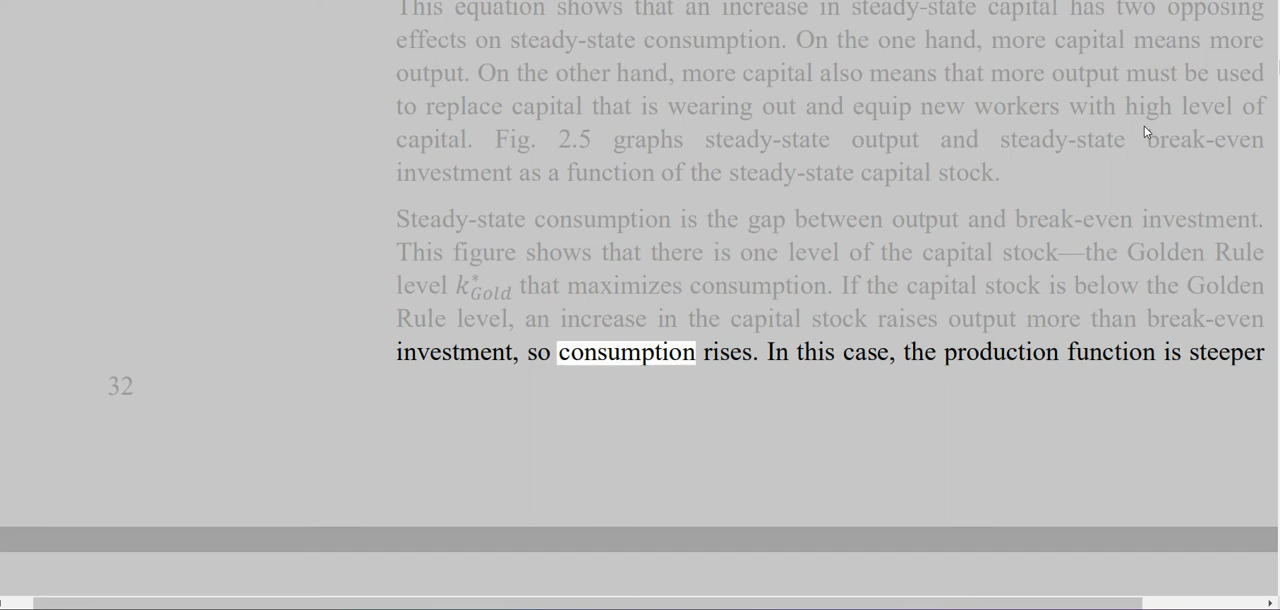 This equation shows that an increase in steady-state capital has two opposing
effects on steady-state consumption. On the one hand, more capital means more
output. On the other hand, more capital also means that more output must be used
to replace capital that is wearing out and equip new workers with high level of
capital. Fig. 2.5 graphs steady-state output and steady-state break-even
investment as a function of the steady-state capital stock.
Steady-state consumption is the gap between output and break-even investment.
This figure shows that there is one level of the capital stock—the Golden Rule
level k*Gold that maximizes consumption. If the capital stock is below the Golden
Rule level, an increase in the capital stock raises output more than break-even
investment, so consumption rises. In this case, the production function is steeper
32